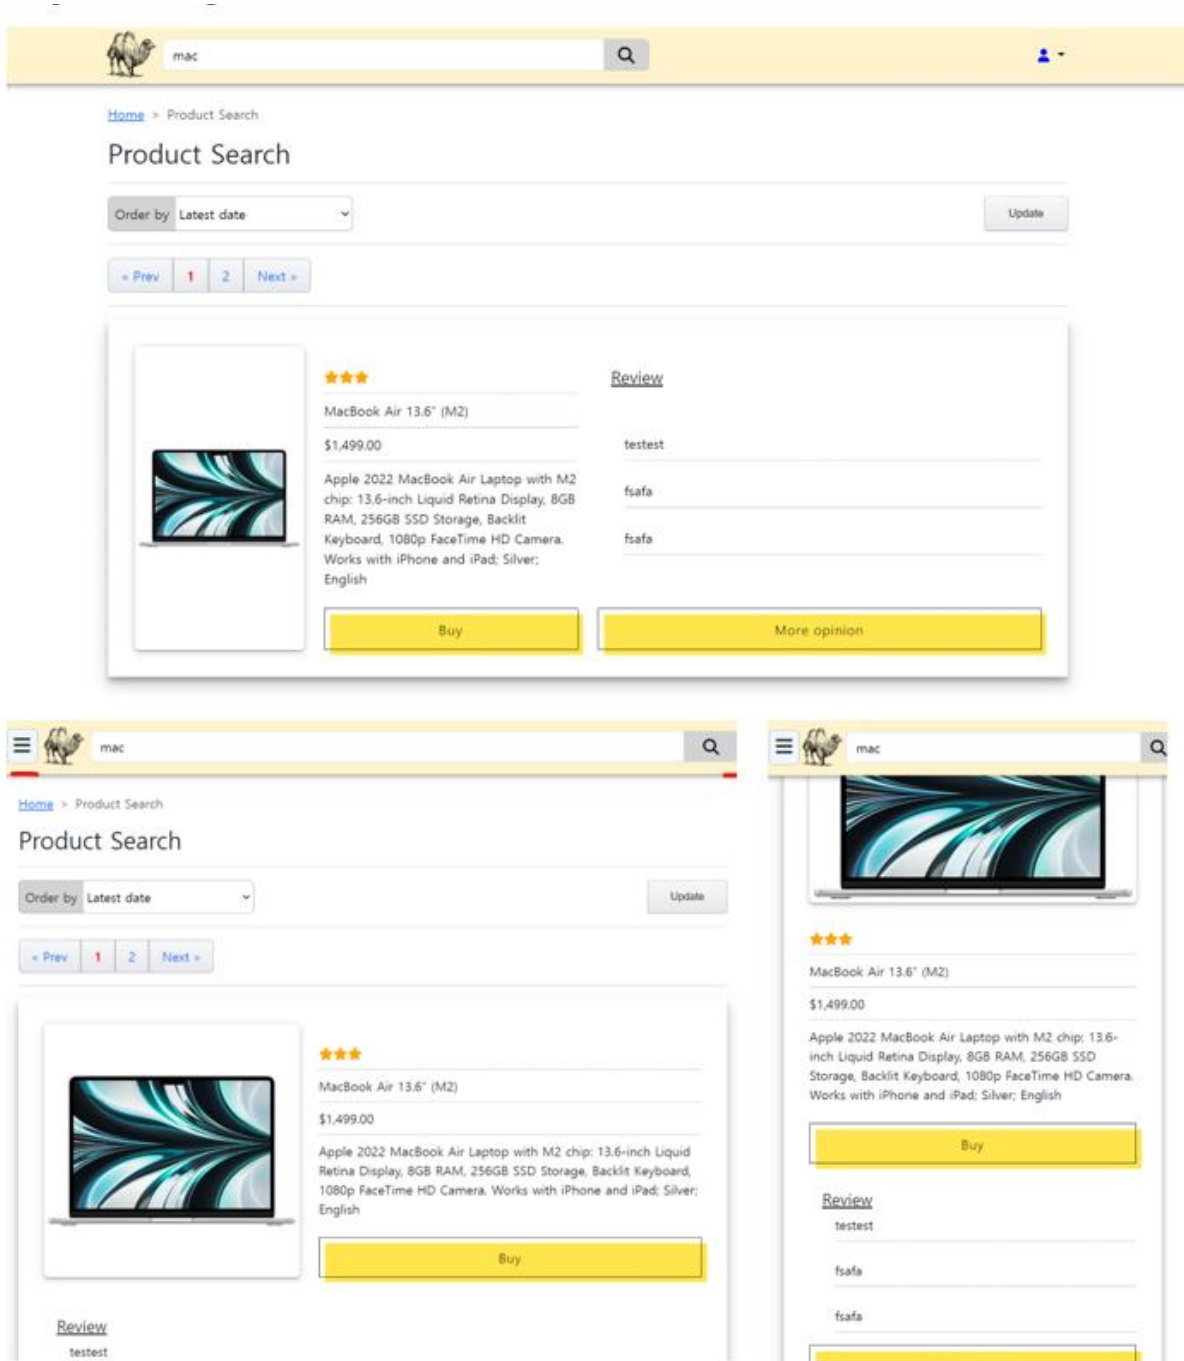 mac
Home > Product Search
Product Search
Order by Latest date
Update
« Prev 1 2 Next »
Review
MacBook Air 13.6" (M2)
$1,499.00
testest
Apple 2022 MacBook Air Laptop with M2
chip: 13.6-inch Liquid Retina Display, 8GB
RAM, 256GB SSD Storage, Backlit
Keyboard, 1080p FaceTime HD Camera.
Works with iPhone and iPad; Silver;
English
fsafa
fsafa
Buy
More opinion
mac
Home > Product Search
Product Search
Order by Latest date
Update
« Prev 1 2 Next »
MacBook Air 13.6" (M2)
$1,499.00
Apple 2022 MacBook Air Laptop with M2 chip: 13.6-inch Liquid
Retina Display, 8GB RAM, 256GB SSD Storage, Backlit Keyboard,
1080p FaceTime HD Camera. Works with iPhone and iPad; Silver;
English
Buy
Review
testest
mac
MacBook Air 13.6" (M2)
$1,499.00
Apple 2022 MacBook Air Laptop with M2 chip: 13.6-
inch Liquid Retina Display, 8GB RAM, 256GB SSD
Storage, Backlit Keyboard, 1080p FaceTime HD Camera.
Works with iPhone and iPad; Silver; English
Buy
Review
testest
fsafa
fsafa